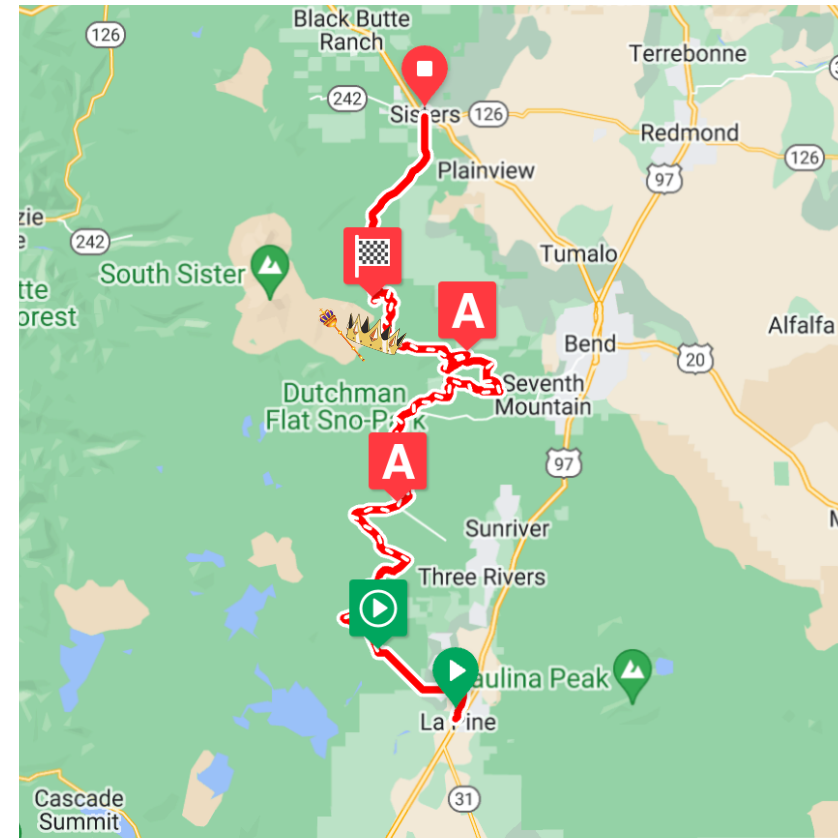 Black Butte
Ranch
126
Terrebonne
242
Sisters
126
Redmond
Plainview
126
97
zie
e
242
Tumalo
South Sister
tte
orest
A
Alfalfa
Bend
20
Dutchman
Flat Sno-Park
Seventh
Mountain
A
97
Sunriver
Three Rivers
aulina Peak
La Pine
31
Cascade
Summit